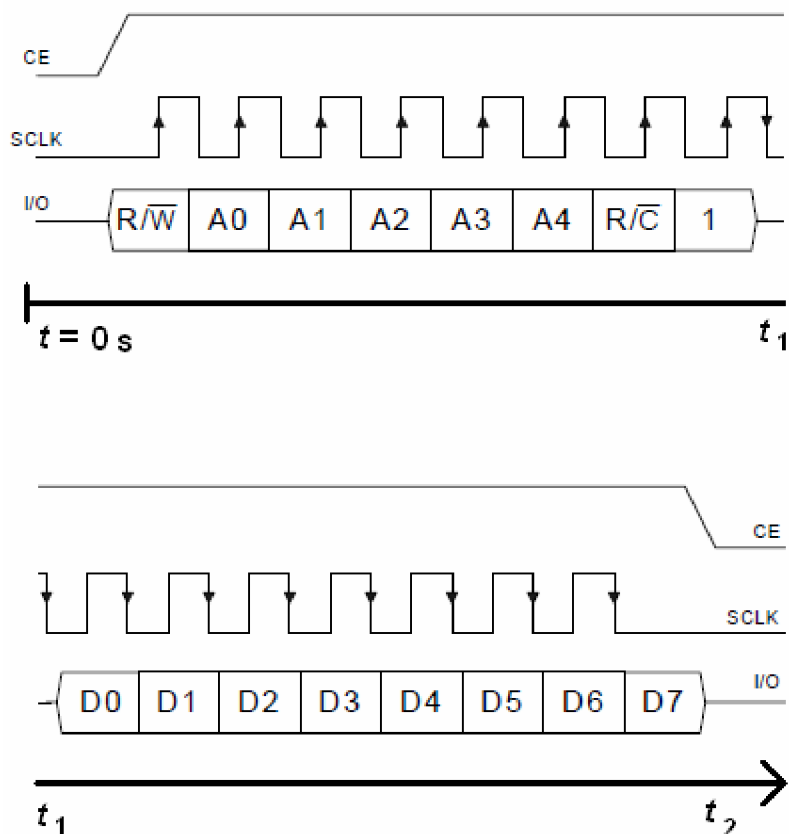 CE
SCLK
I/O
R/W̅ A0 A1 A2 A3 A4 R/C̅ 1
t = 0 s
t₁
CE
SCLK
I/O
D0 D1 D2 D3 D4 D5 D6 D7
t₁
t₂